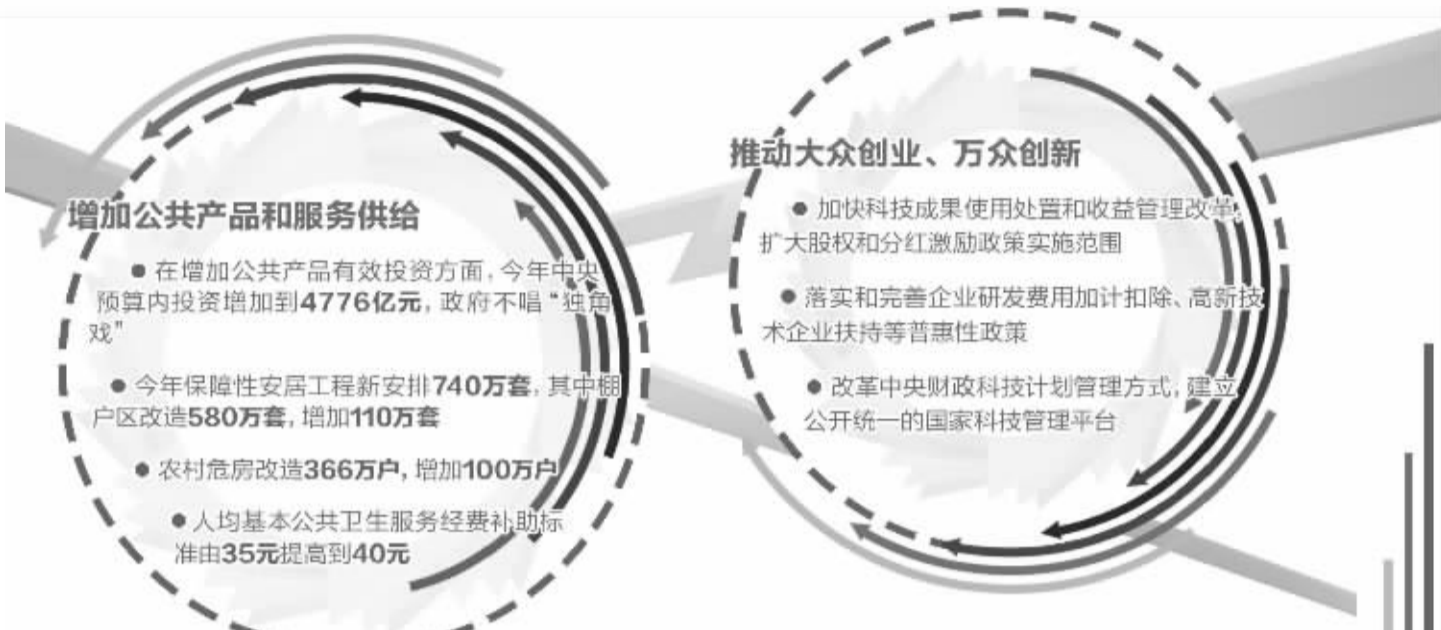 增加公共产品和服务供给
● 在增加公共产品有效投资方面，今年中央
预算内投资增加到4776亿元，政府不唱“独角
戏”
● 今年保障性安居工程新安排740万套，其中棚
户区改造580万套，增加110万套
● 农村危房改造366万户，增加100万户
● 人均基本公共卫生服务经费补助标
准由35元提高到40元
推动大众创业、万众创新
● 加快科技成果使用处置和收益管理改革，
扩大股权和分红激励政策实施范围
● 落实和完善企业研发费用加计扣除、高新技
术企业扶持等普惠性政策
● 改革中央财政科技计划管理方式，建立
公开统一的国家科技管理平台